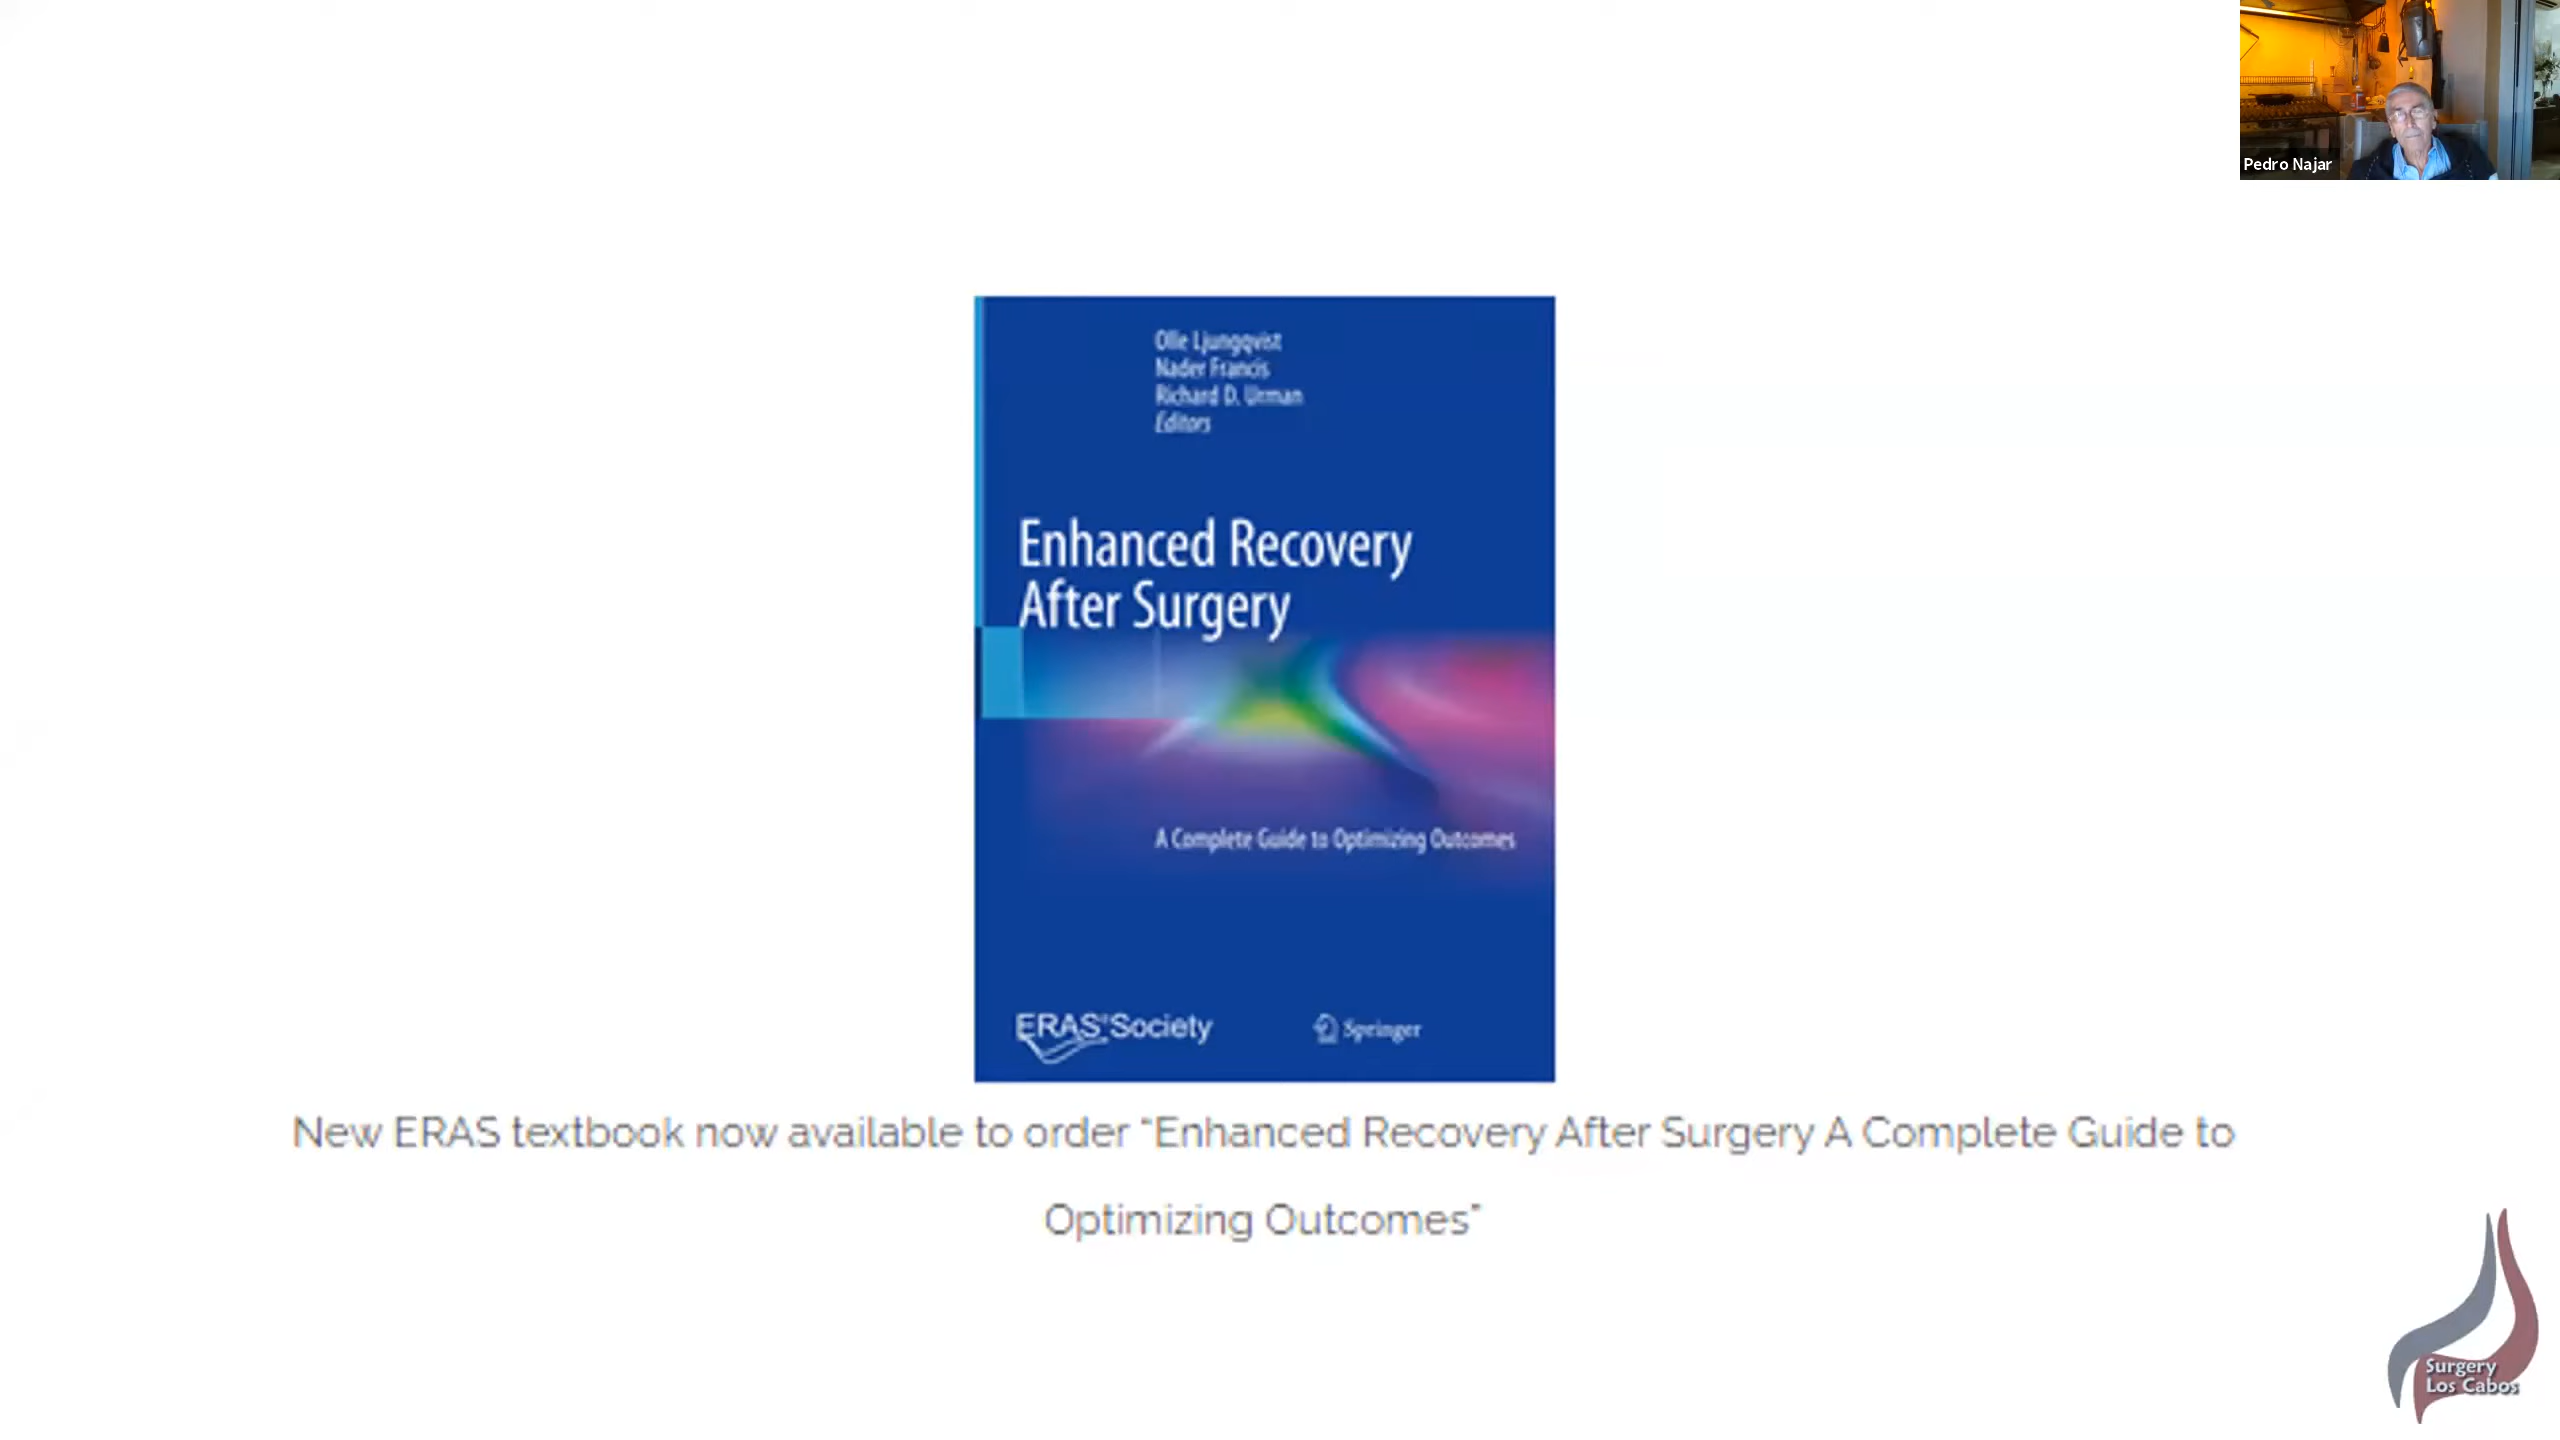 Pedro Najar
Olle Ljungqvist
Nader Francis
Richard D. Urman
Editors
Enhanced Recovery
After Surgery
A Complete Guide to Optimizing Outcomes
ERAS® Society
Springer
New ERAS textbook now available to order "Enhanced Recovery After Surgery A Complete Guide to
Optimizing Outcomes"
Surgery
Los Cabos